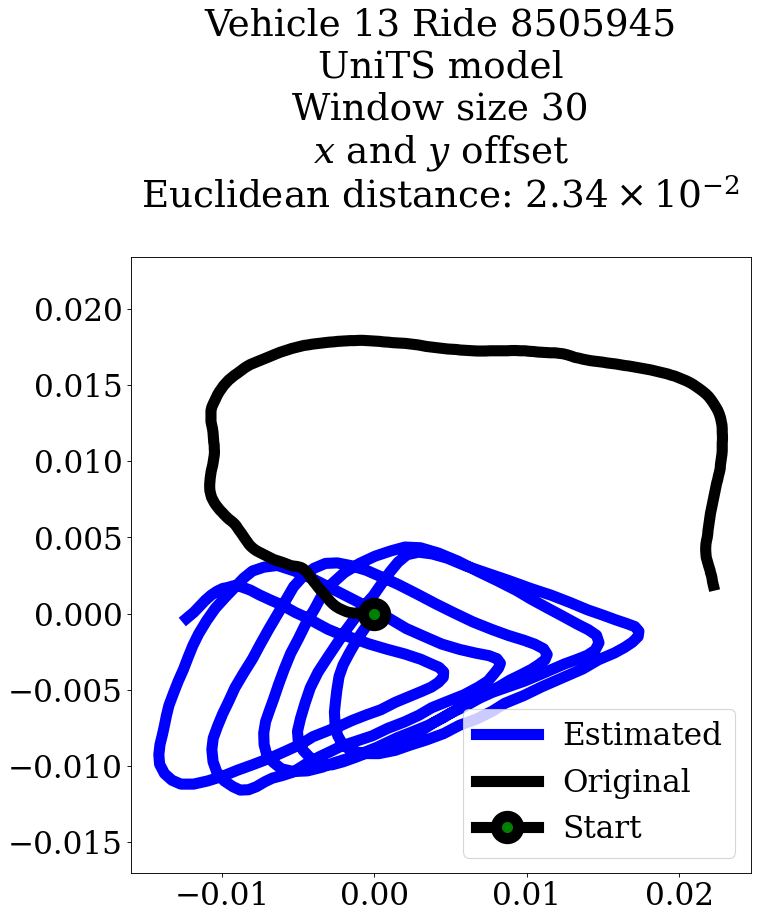 Vehicle 13 Ride 8505945
UniTS model
Window size 30
x and y offset
Euclidean distance: 2.34 × 10⁻²
0.020
0.015
0.010
0.005
0.000
−0.005
−0.010
−0.015
Estimated
Original
Start
−0.01 0.00 0.01 0.02